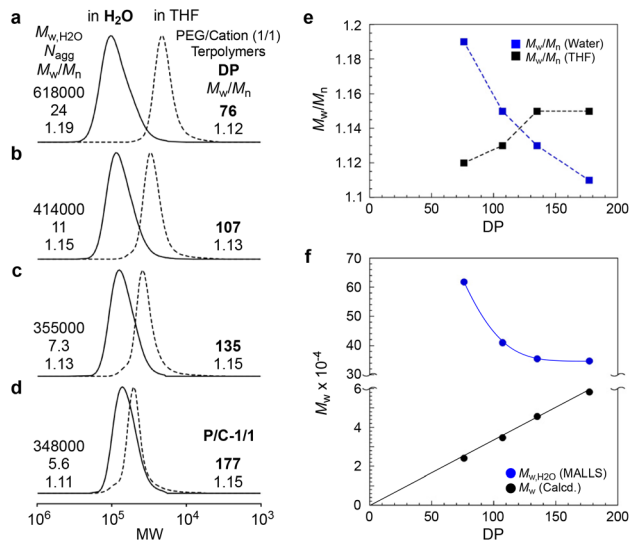 a
in H2O
in THF
Mw,H2O
Nagg
Mw/Mn
PEG/Cation (1/1)
Terpolymers
DP
Mw/Mn
618000
24
1.19
76
1.12
b
414000
11
1.15
107
1.13
c
355000
7.3
1.13
135
1.15
d
348000
5.6
1.11
P/C-1/1
177
1.15
10^6 10^5 10^4 10^3
MW
e
1.2
1.18
1.16
1.14
1.12
1.1
Mw/Mn
Mw/Mn (Water)
Mw/Mn (THF)
0 50 100 150 200
DP
f
70
60
50
40
30
6
4
2
0
Mw x 10^-4
Mw,H2O (MALLS)
Mw (Calcd.)
0 50 100 150 200
DP